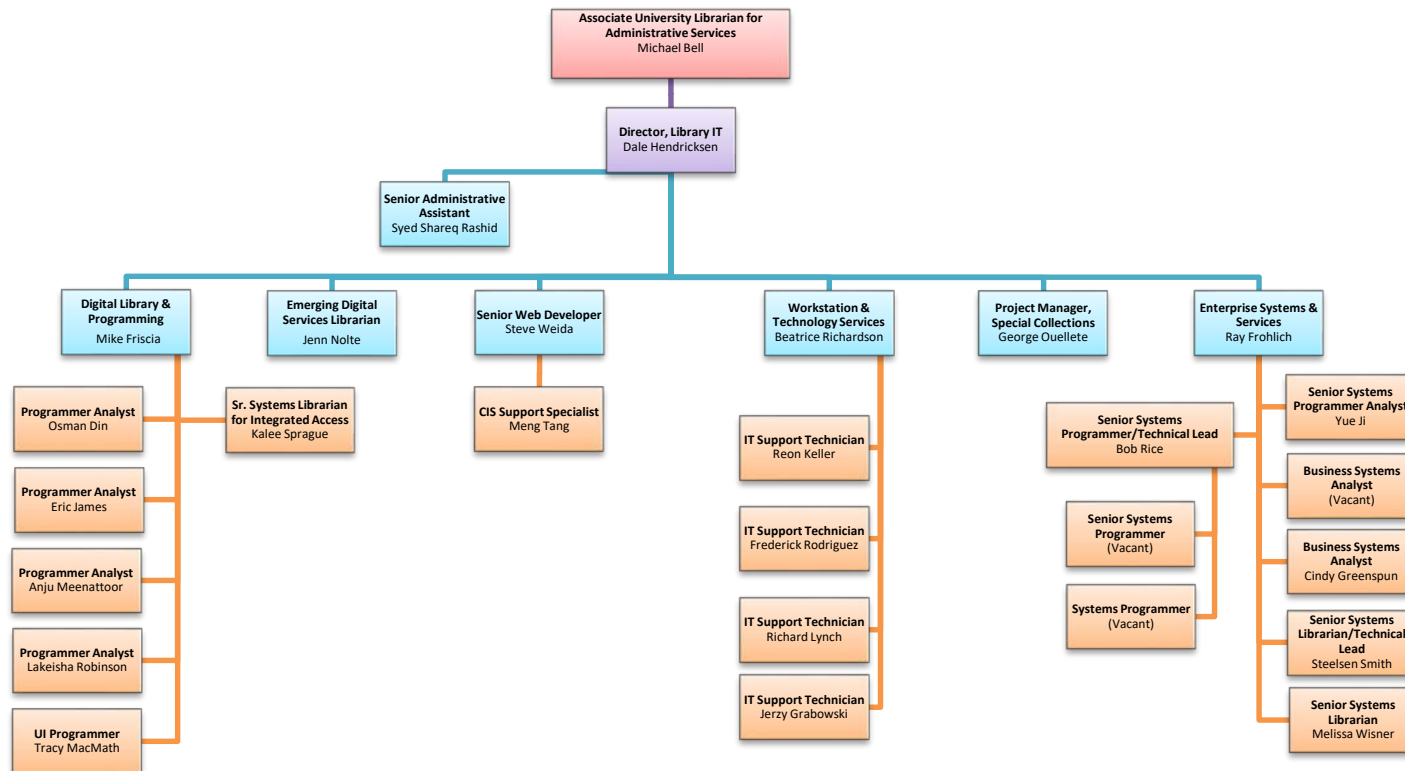 Associate University Librarian for
Administrative Services
Michael Bell
Director, Library IT
Dale Hendricksen
Senior Administrative
Assistant
Syed Shareq Rashid
Digital Library &
Programming
Mike Friscia
Emerging Digital
Services Librarian
Jenn Nolte
Senior Web Developer
Steve Weida
Workstation &
Technology Services
Beatrice Richardson
Project Manager,
Special Collections
George Ouellete
Enterprise Systems &
Services
Ray Frohlich
Programmer Analyst
Osman Din
Sr. Systems Librarian
for Integrated Access
Kalee Sprague
Programmer Analyst
Eric James
Programmer Analyst
Anju Meenattoor
Programmer Analyst
Lakeisha Robinson
UI Programmer
Tracy MacMath
CIS Support Specialist
Meng Tang
IT Support Technician
Reon Keller
IT Support Technician
Frederick Rodriguez
IT Support Technician
Richard Lynch
IT Support Technician
Jerzy Grabowski
Senior Systems
Programmer/Technical Lead
Bob Rice
Senior Systems
Programmer
(Vacant)
Systems Programmer
(Vacant)
Senior Systems
Programmer Analyst
Yue Ji
Business Systems
Analyst
(Vacant)
Business Systems
Analyst
Cindy Greenspun
Senior Systems
Librarian/Technical
Lead
Steelsen Smith
Senior Systems
Librarian
Melissa Wisner